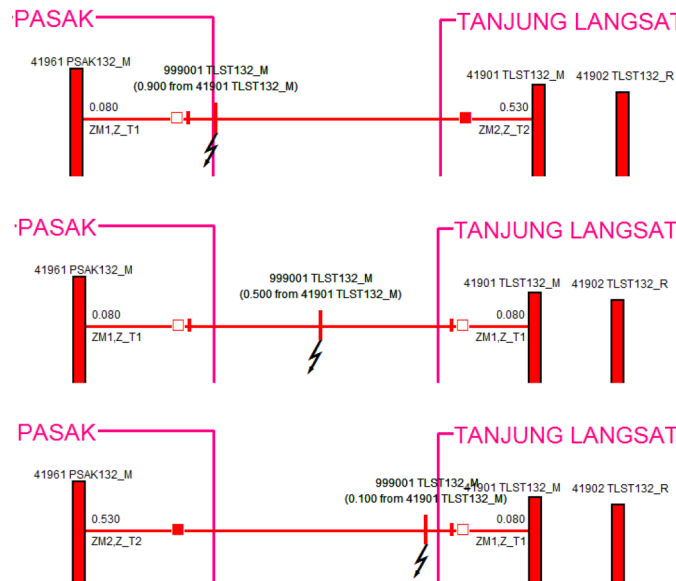 PASAK
TANJUNG LANGSAT
41961 PSAK132_M
999001 TLST132_M
(0.900 from 41901 TLST132_M)
41901 TLST132_M
41902 TLST132_R
0.080
0.530
ZM1,Z_T1
ZM2,Z_T2
PASAK
TANJUNG LANGSAT
41961 PSAK132_M
999001 TLST132_M
(0.500 from 41901 TLST132_M)
41901 TLST132_M
41902 TLST132_R
0.080
0.080
ZM1,Z_T1
ZM1,Z_T1
PASAK
TANJUNG LANGSAT
41961 PSAK132_M
999001 TLST132_M
(0.100 from 41901 TLST132_M)
41901 TLST132_M
41902 TLST132_R
0.530
0.080
ZM2,Z_T2
ZM1,Z_T1